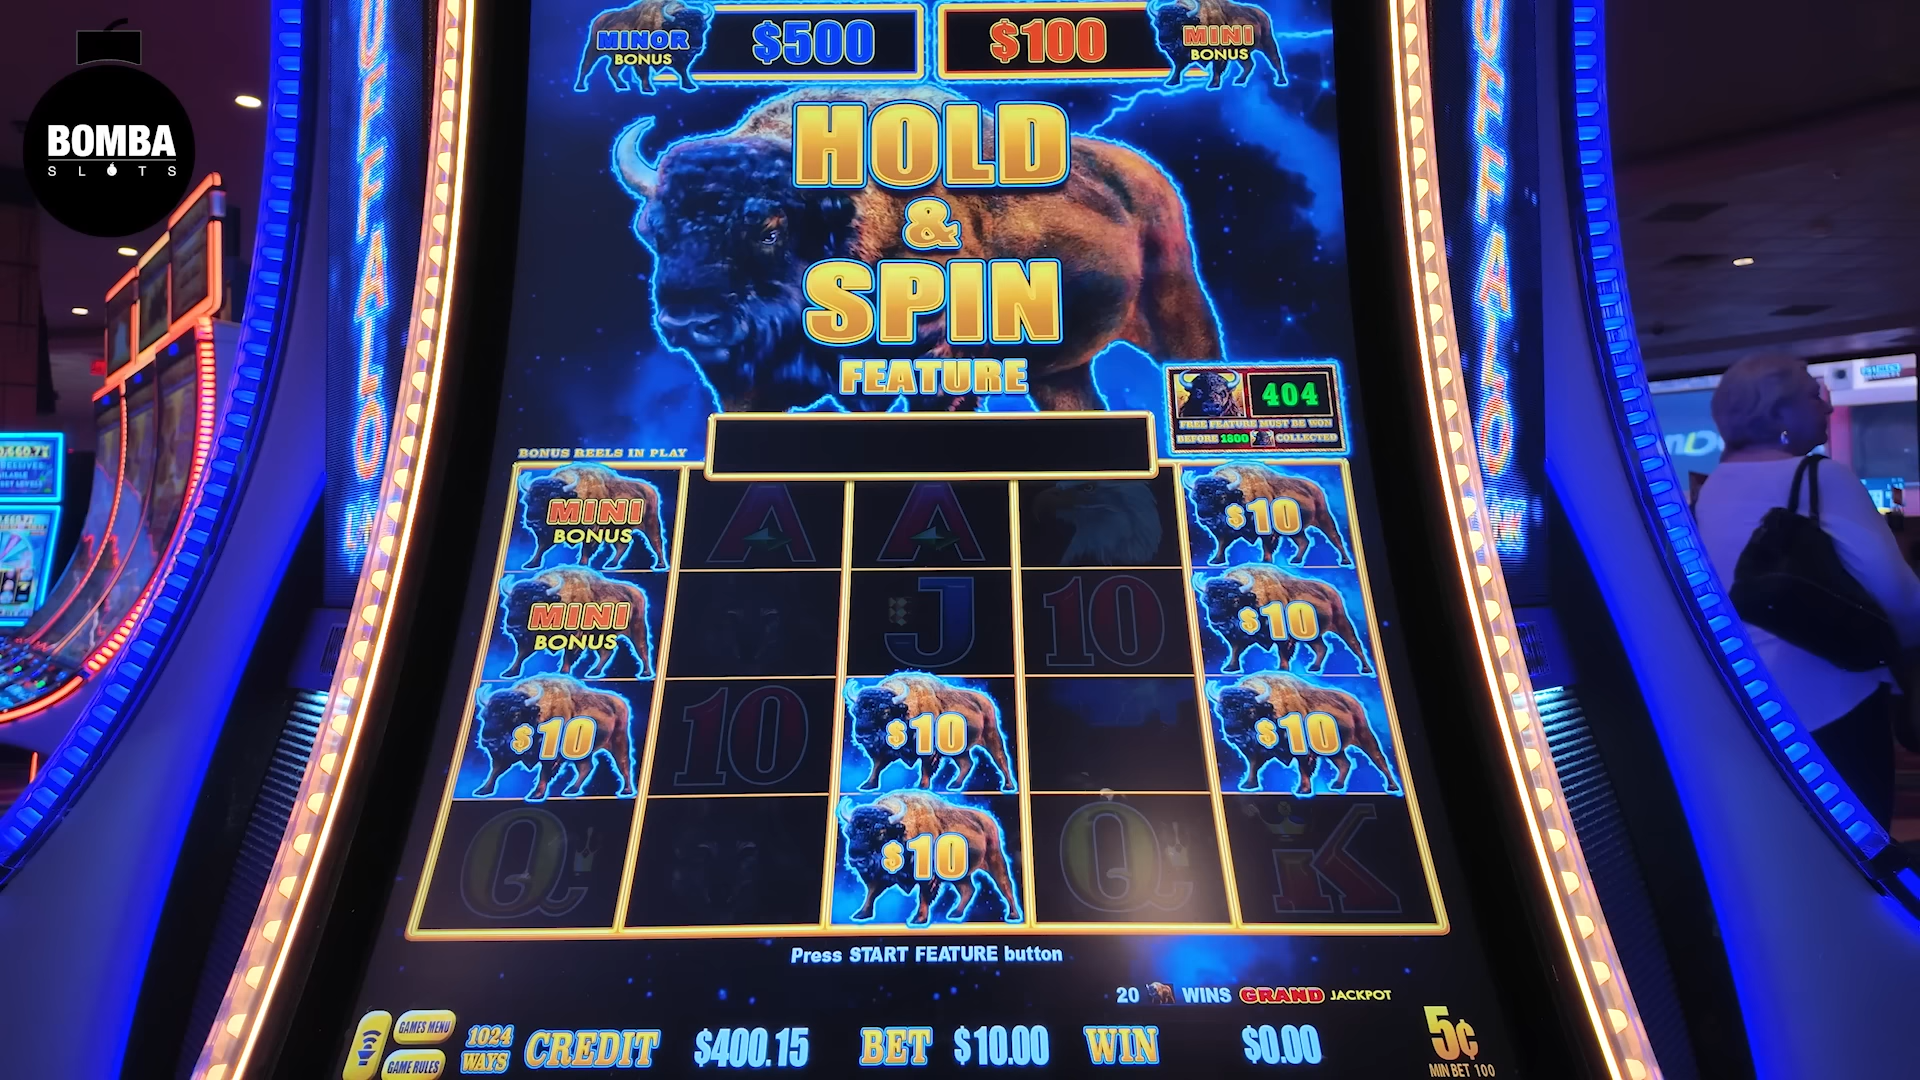 BOMBA
SLOTS
MINOR
BONUS
$500
$100
MINI
BONUS
HOLD
&
SPIN
FEATURE
404
FREE FEATURE MUST BE WON
BEFORE 1800 COLLECTED
BONUS REELS IN PLAY
MINI
BONUS
A
A
$10
MINI
BONUS
J
10
$10
$10
10
$10
$10
Q
$10
Q
K
Press START FEATURE button
20 WINS GRAND JACKPOT
GAMES MENU
GAME RULES
1024
WAYS
CREDIT $400.15 BET $10.00 WIN $0.00
5¢
MIN BET 100